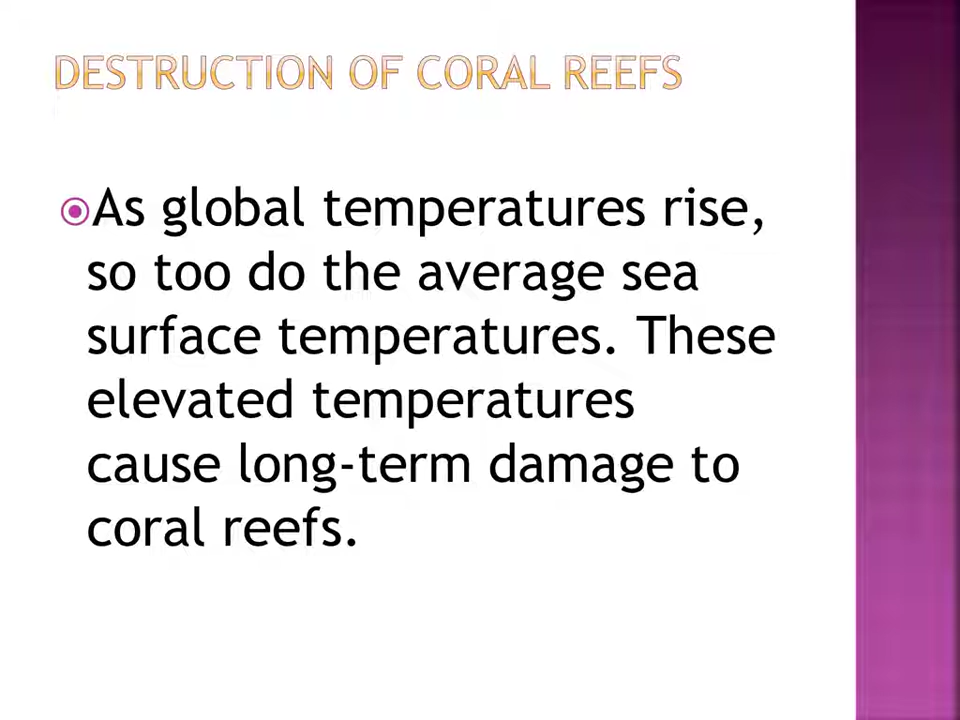 DESTRUCTION OF CORAL REEFS
As global temperatures rise,
so too do the average sea
surface temperatures. These
elevated temperatures
cause long-term damage to
coral reefs.